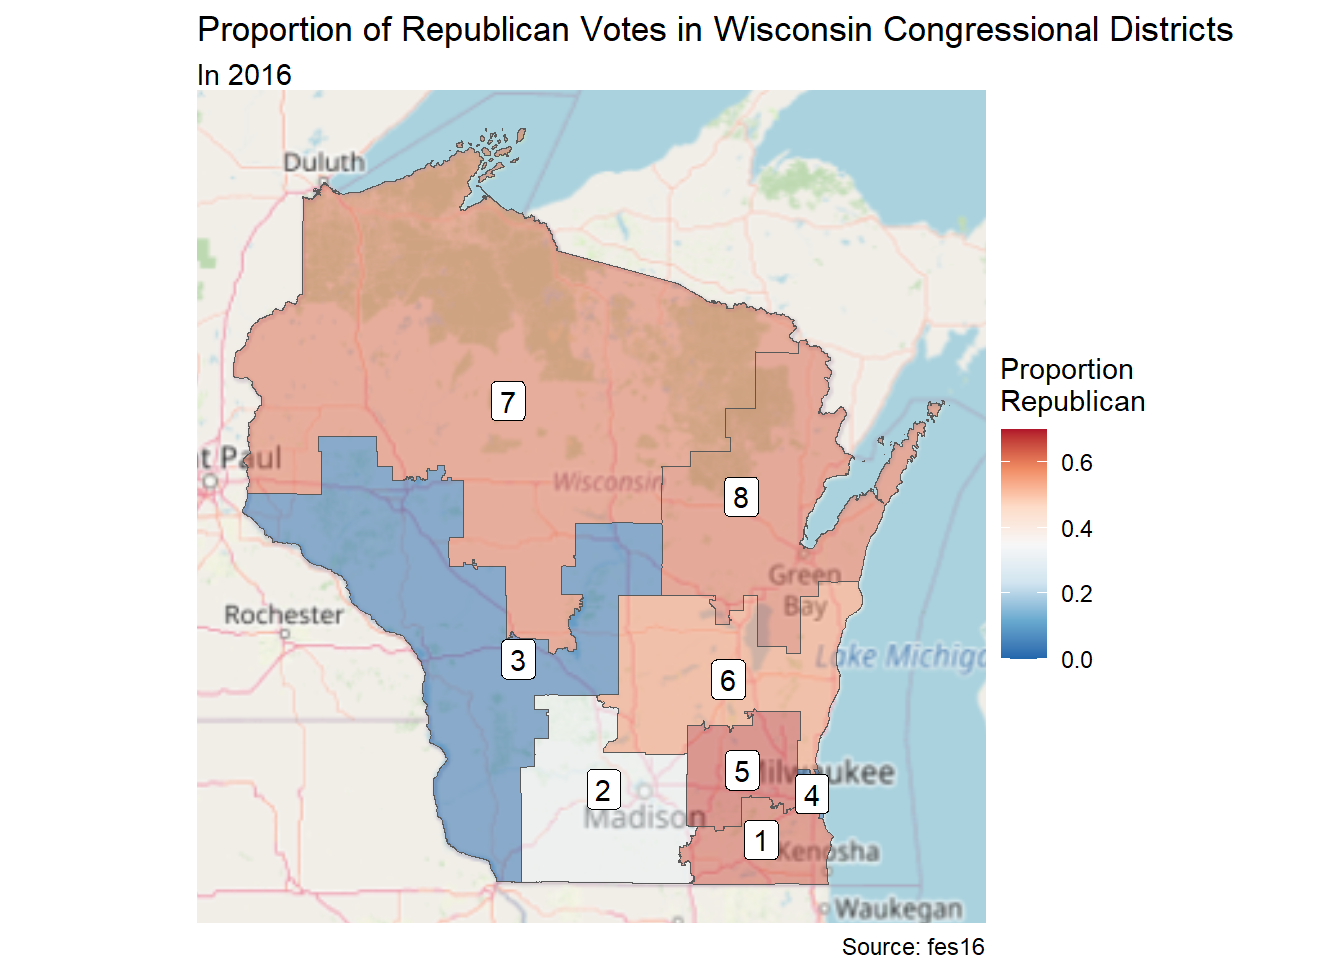 Proportion of Republican Votes in Wisconsin Congressional Districts
In 2016
Duluth
7
t Paul
Wisconsin
8
Green
Bay
Rochester
3
Lake Michiga
6
5
Milwaukee
4
2
Madison
1
Kenosha
Waukegan
Proportion
Republican
0.6
0.4
0.2
0.0
Source: fes16